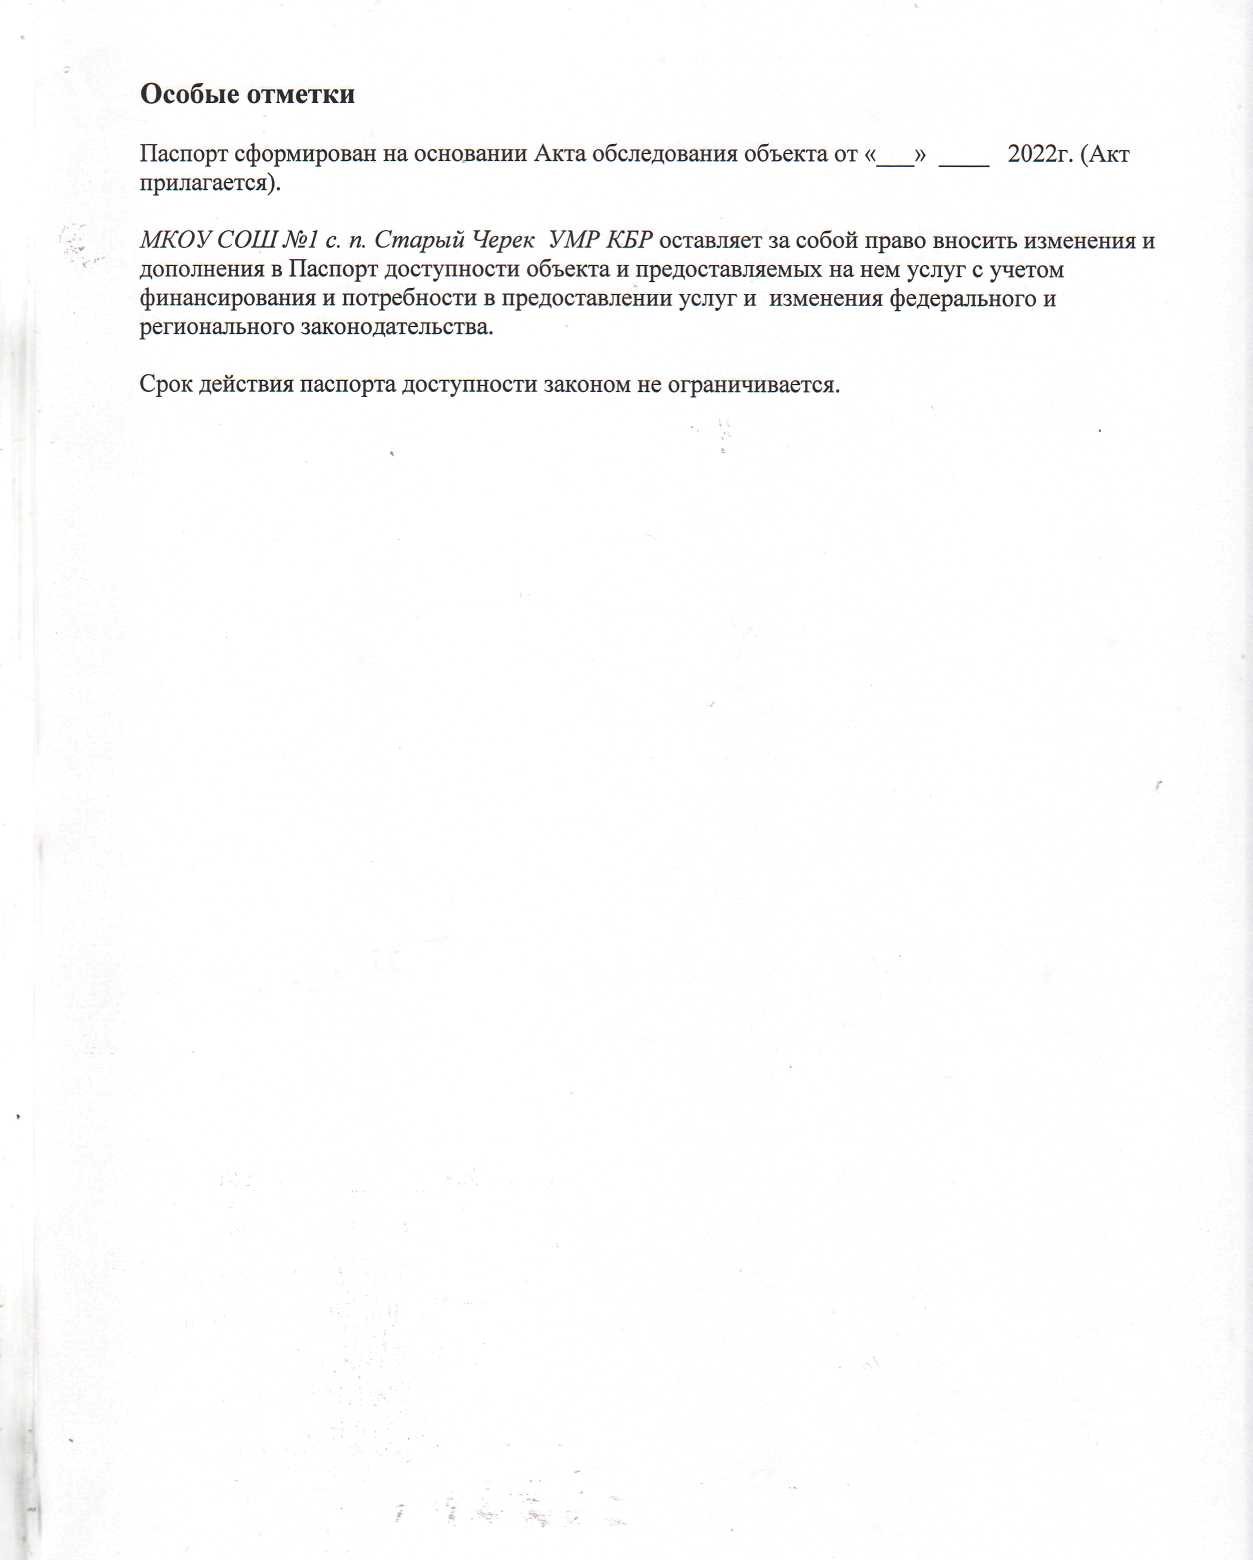 Особые отметки
Паспорт сформирован на основании Акта обследования объекта от «___» ____ 2022г. (Акт
прилагается).
МКОУ СОШ №1 с. п. Старый Черек УМР КБР оставляет за собой право вносить изменения и
дополнения в Паспорт доступности объекта и предоставляемых на нем услуг с учетом
финансирования и потребности в предоставлении услуг и изменения федерального и
регионального законодательства.
Срок действия паспорта доступности законом не ограничивается.